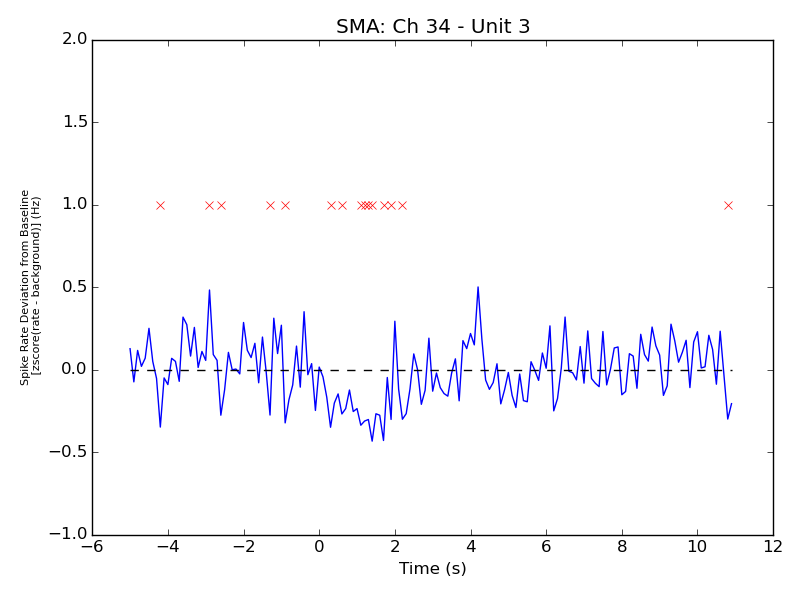 SMA: Ch 34 - Unit 3
2.0
1.5
1.0
0.5
0.0
−0.5
−1.0
Spike Rate Deviation from Baseline
[zscore(rate - background)] (Hz)
−6 −4 −2 0 2 4 6 8 10 12
Time (s)